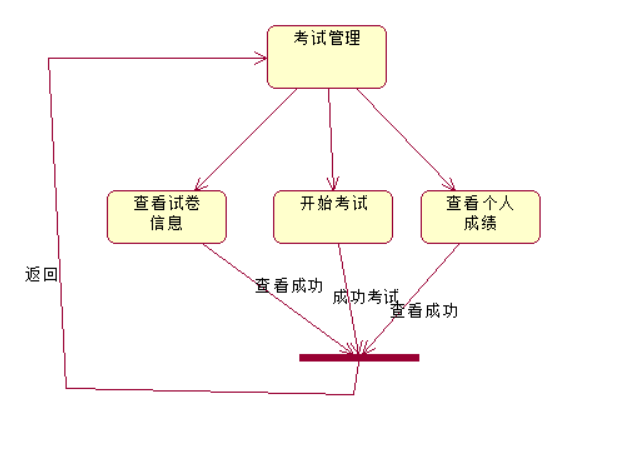 考试管理
查看试卷
信息
开始考试
查看个人
成绩
返回
查看成功
成功考试
查看成功